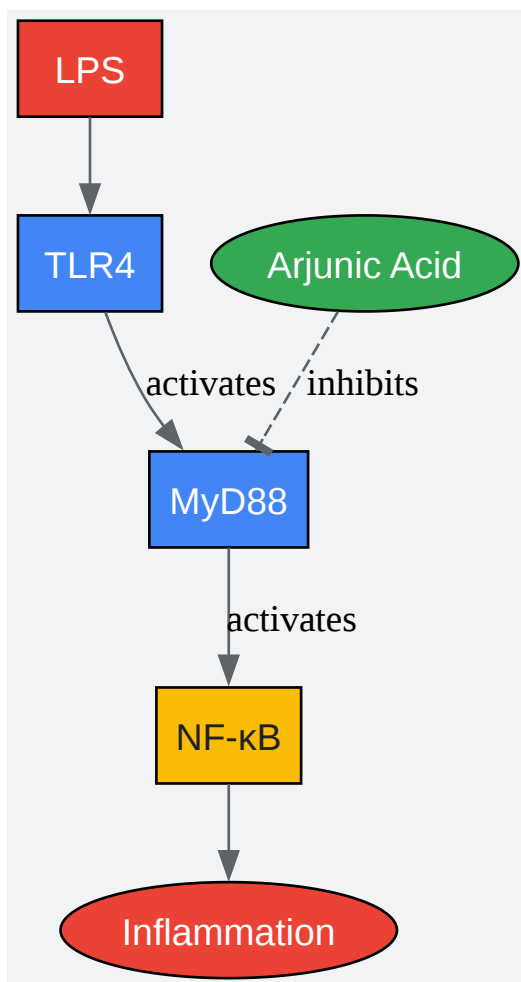 LPS
TLR4
Arjunic Acid
activates
inhibits
MyD88
activates
NF-κB
Inflammation